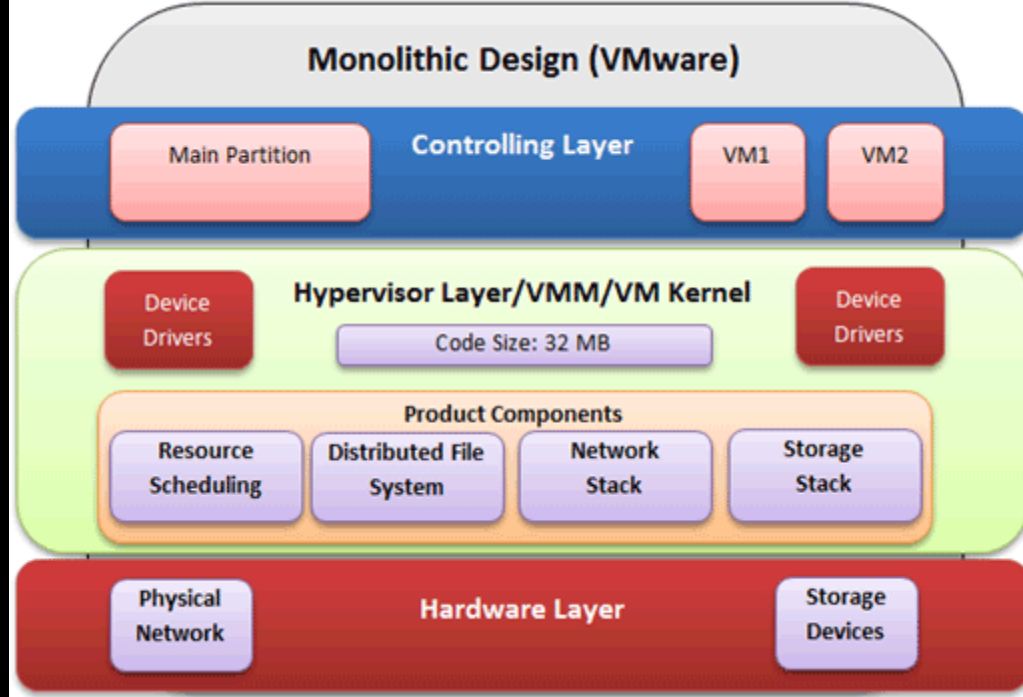 Monolithic Design (VMware)
Main Partition
Controlling Layer
VM1
VM2
Device
Drivers
Hypervisor Layer/VMM/VM Kernel
Device
Drivers
Code Size: 32 MB
Product Components
Resource
Scheduling
Distributed File
System
Network
Stack
Storage
Stack
Physical
Network
Hardware Layer
Storage
Devices